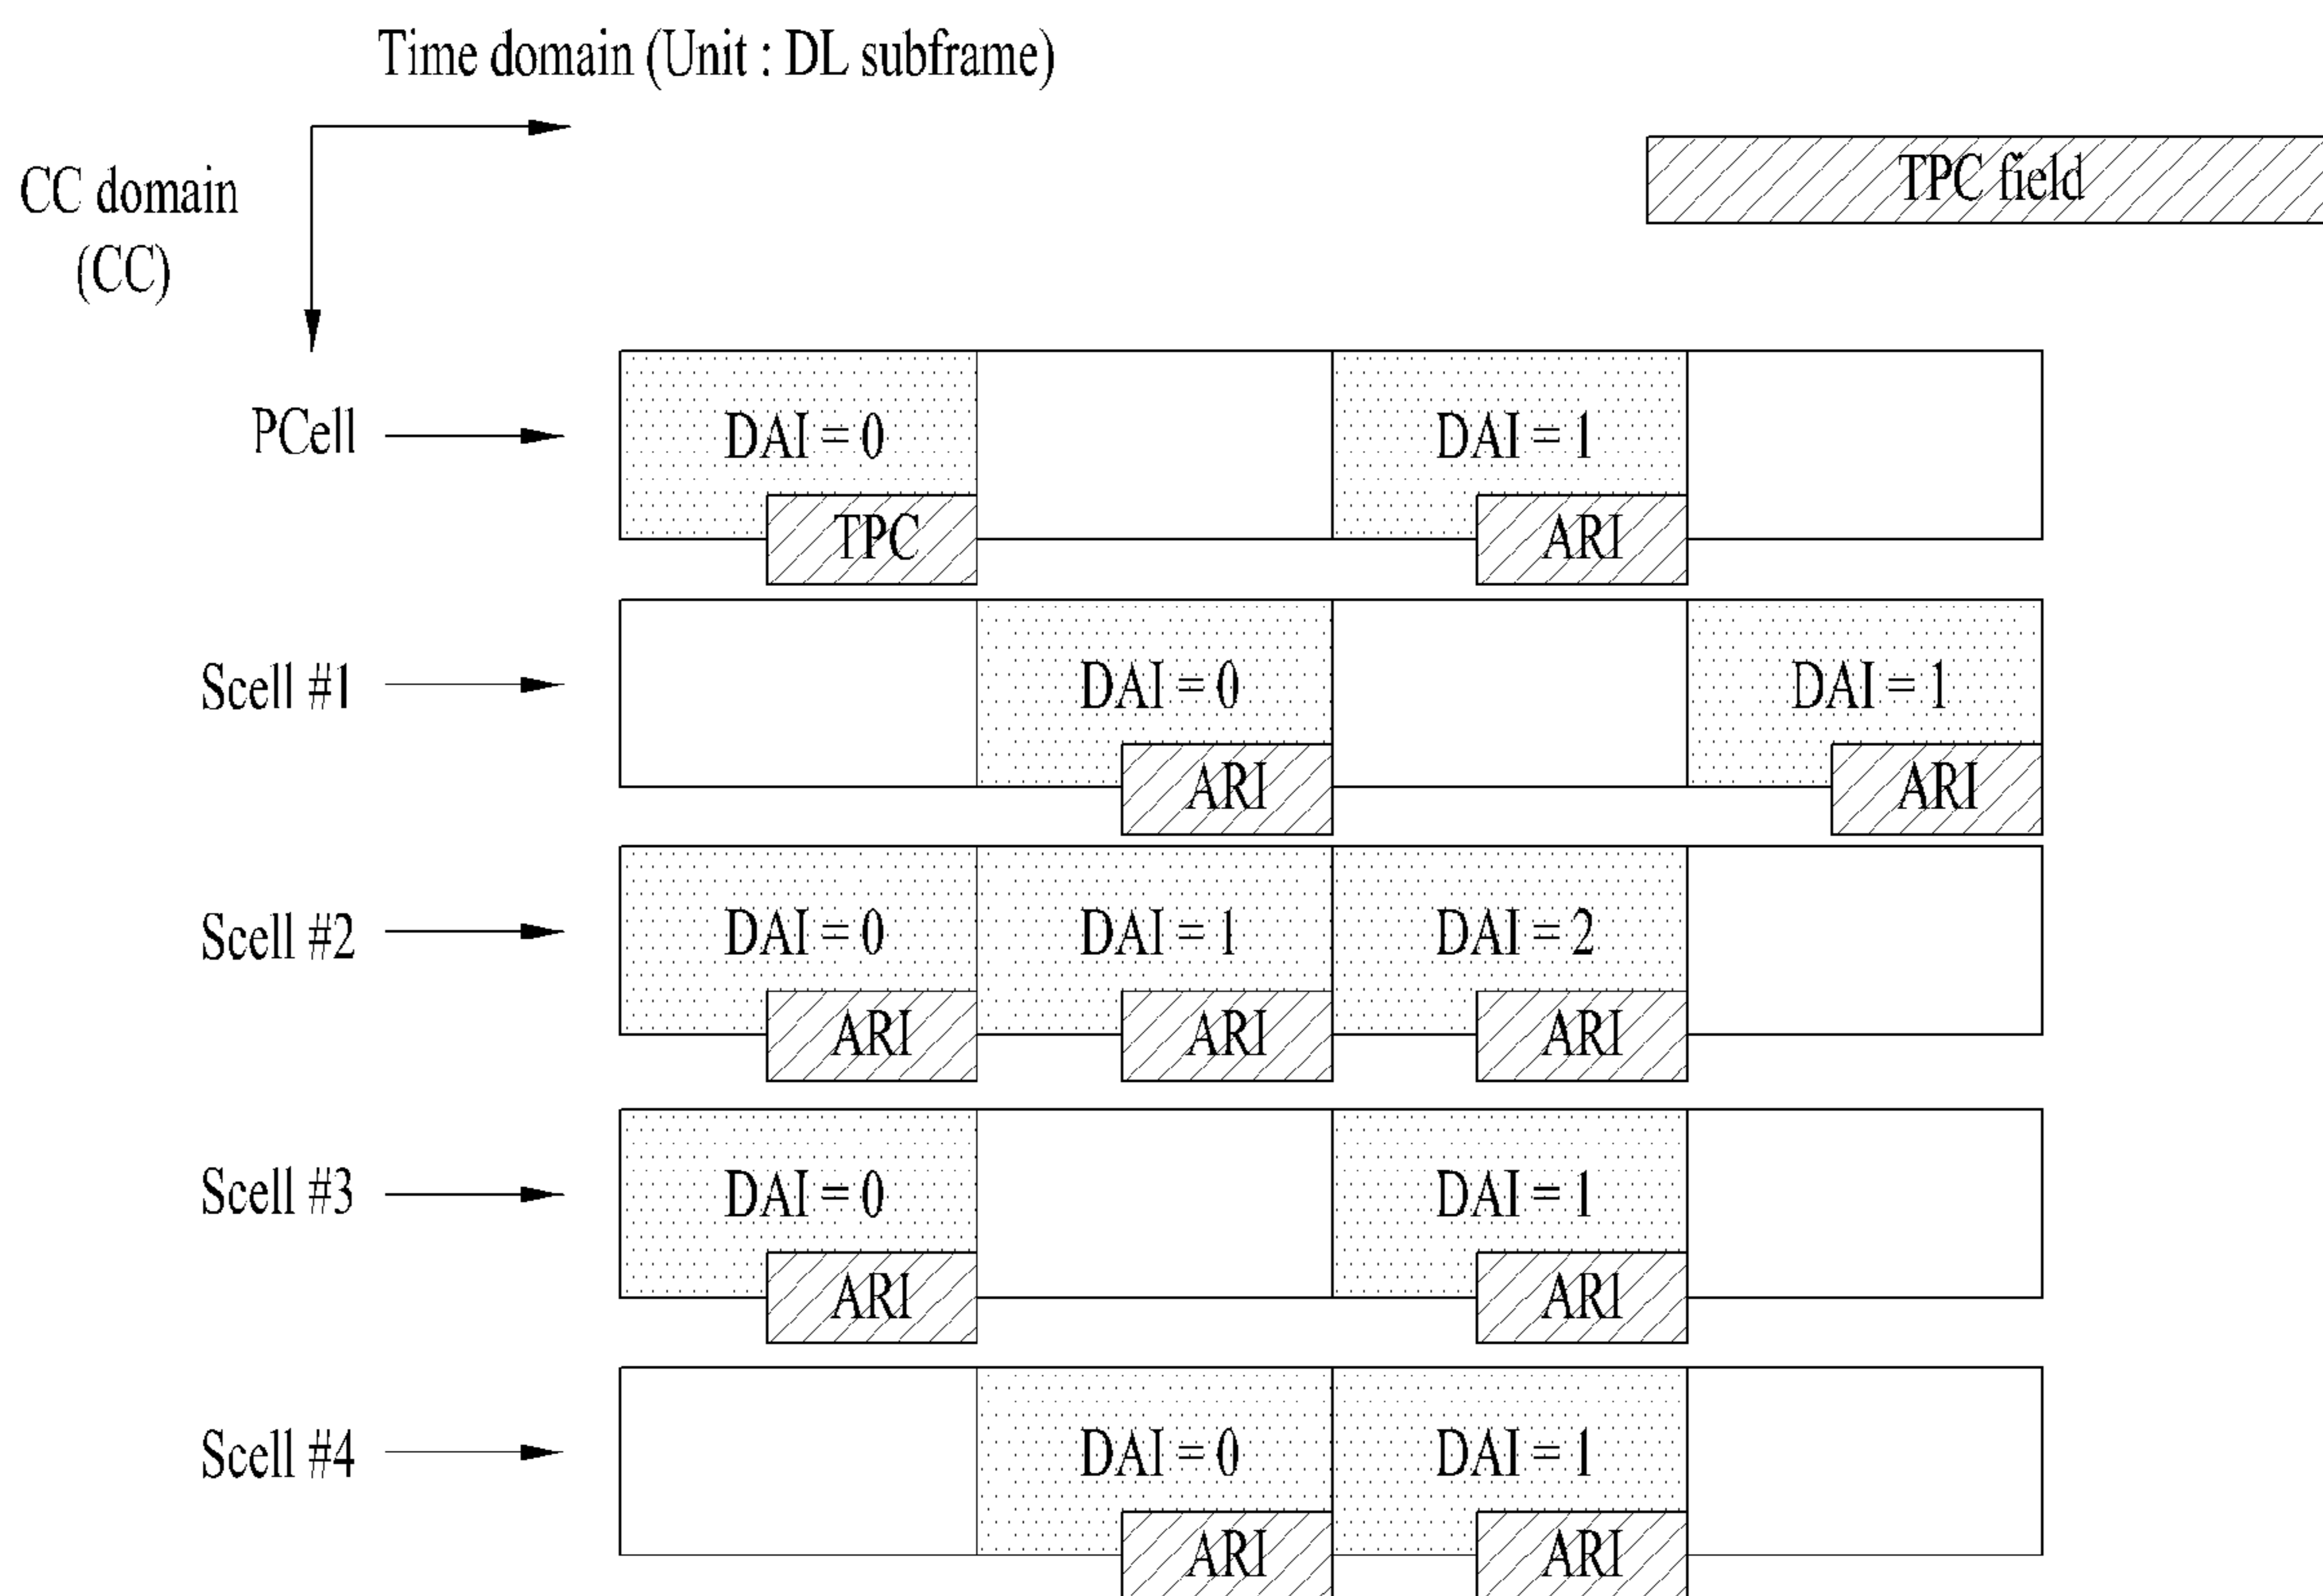 Time domain (Unit : DL subframe)
CC domain
(CC)
TPC field
PCell
DAI = 0
DAI = 1
TPC
ARI
Scell #1
DAI = 0
DAI = 1
ARI
ARI
Scell #2
DAI = 0
DAI = 1
DAI = 2
ARI
ARI
ARI
Scell #3
DAI = 0
DAI = 1
ARI
ARI
Scell #4
DAI = 0
DAI = 1
ARI
ARI